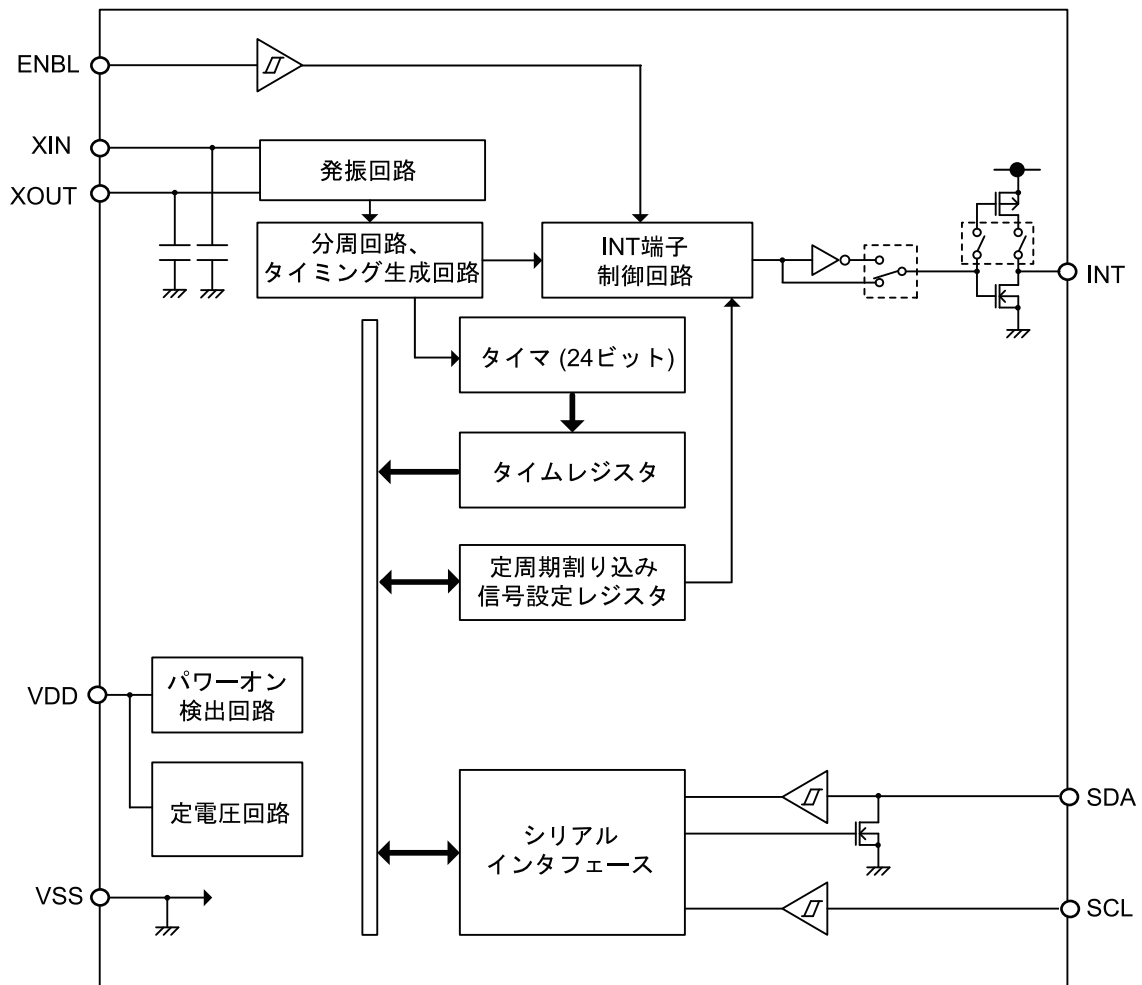 ENBL
XIN
XOUT
発振回路
分周回路、
タイミング生成回路
INT端子
制御回路
INT
タイマ (24ビット)
タイムレジスタ
定周期割り込み
信号設定レジスタ
VDD
パワーオン
検出回路
定電圧回路
シリアル
インタフェース
SDA
VSS
SCL